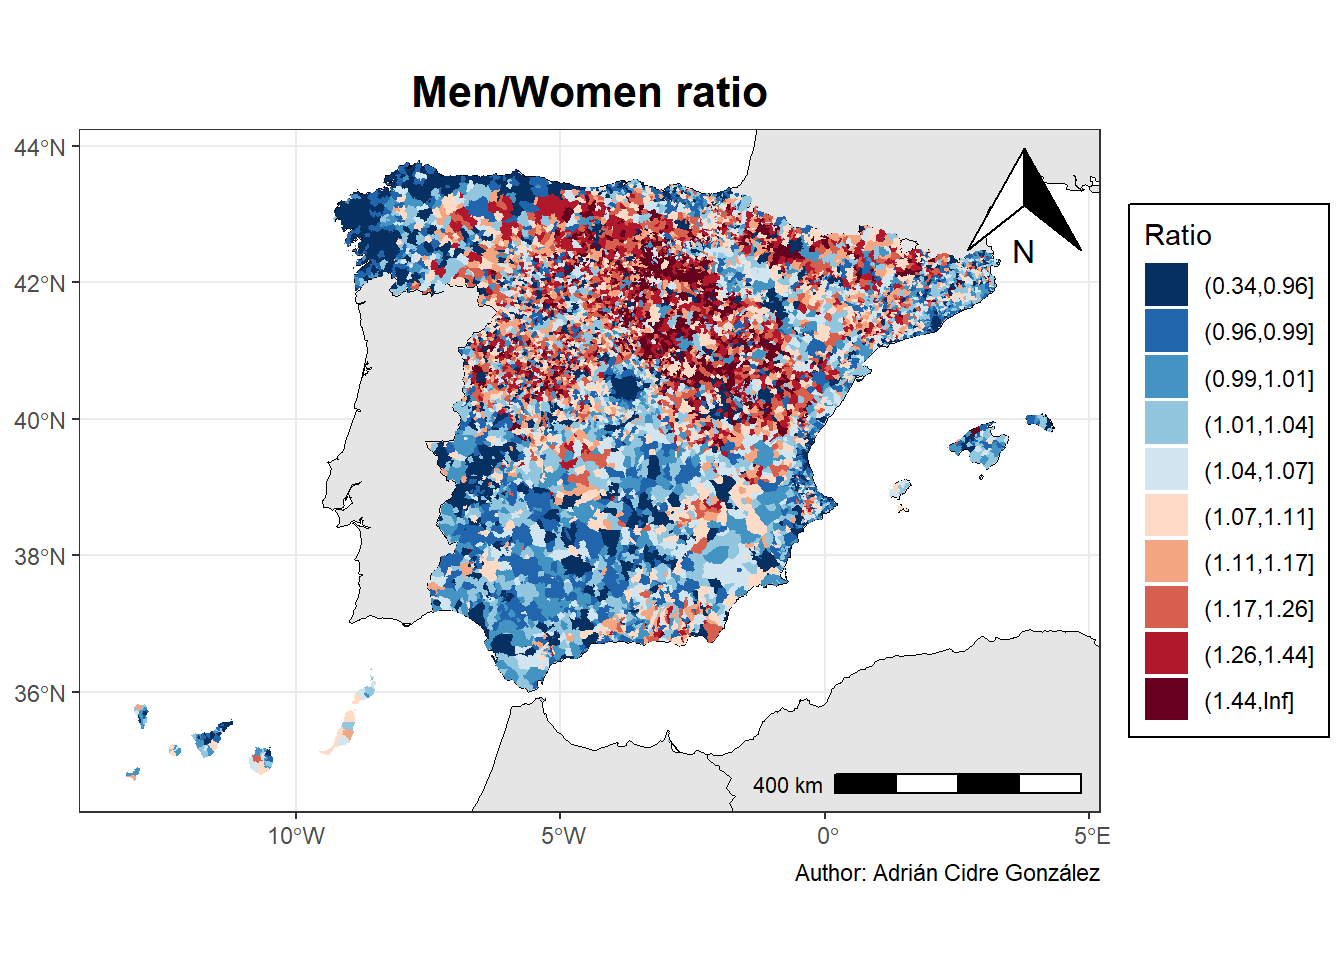 Men/Women ratio
44°N
42°N
40°N
38°N
36°N
10°W
5°W
0°
5°E
N
400 km
Ratio
(0.34,0.96]
(0.96,0.99]
(0.99,1.01]
(1.01,1.04]
(1.04,1.07]
(1.07,1.11]
(1.11,1.17]
(1.17,1.26]
(1.26,1.44]
(1.44,Inf]
Author: Adrián Cidre González